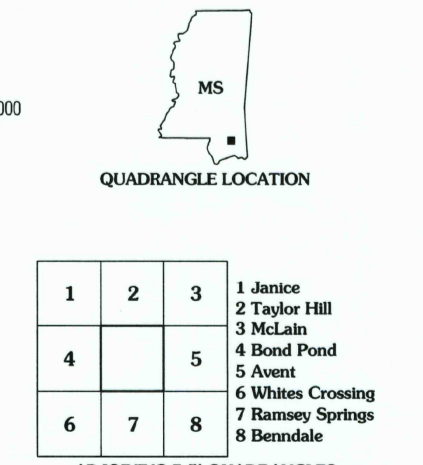 000
MS
QUADRANGLE LOCATION
1 2 3
4 5
6 7 8
1 Janice
2 Taylor Hill
3 McLain
4 Bond Pond
5 Avent
6 Whites Crossing
7 Ramsey Springs
8 Benndale